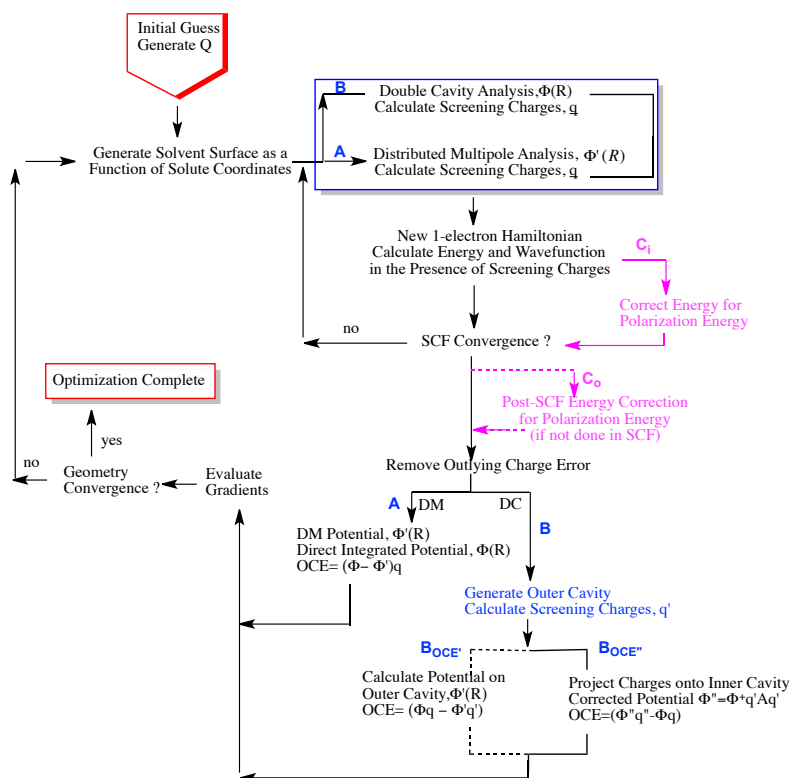 Initial Guess
Generate Q
B
Double Cavity Analysis,Φ(R)
Calculate Screening Charges, q
Generate Solvent Surface as a
Function of Solute Coordinates
A
Distributed Multipole Analysis, Φ'(R)
Calculate Screening Charges, q
New 1-electron Hamiltonian
Calculate Energy and Wavefunction
in the Presence of Screening Charges
Ci
Correct Energy for
Polarization Energy
no
SCF Convergence ?
Optimization Complete
Co
Post-SCF Energy Correction
for Polarization Energy
(if not done in SCF)
yes
no
Geometry
Convergence ?
Evaluate
Gradients
Remove Outlying Charge Error
A
DM
DC
B
DM Potential, Φ'(R)
Direct Integrated Potential, Φ(R)
OCE= (Φ− Φ')q
Generate Outer Cavity
Calculate Screening Charges, q'
BOCE'
BOCE"
Calculate Potential on
Outer Cavity,Φ'(R)
OCE= (Φq − Φ'q')
Project Charges onto Inner Cavity
Corrected Potential Φ"=Φ+q'Aq'
OCE=(Φ"q"-Φq)